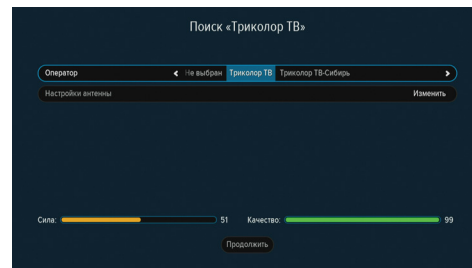 Поиск «Триколор ТВ»
Оператор Не выбран Триколор ТВ Триколор ТВ-Сибирь
Настройки антенны Изменить
Сила: 51 Качество: 99
Продолжить